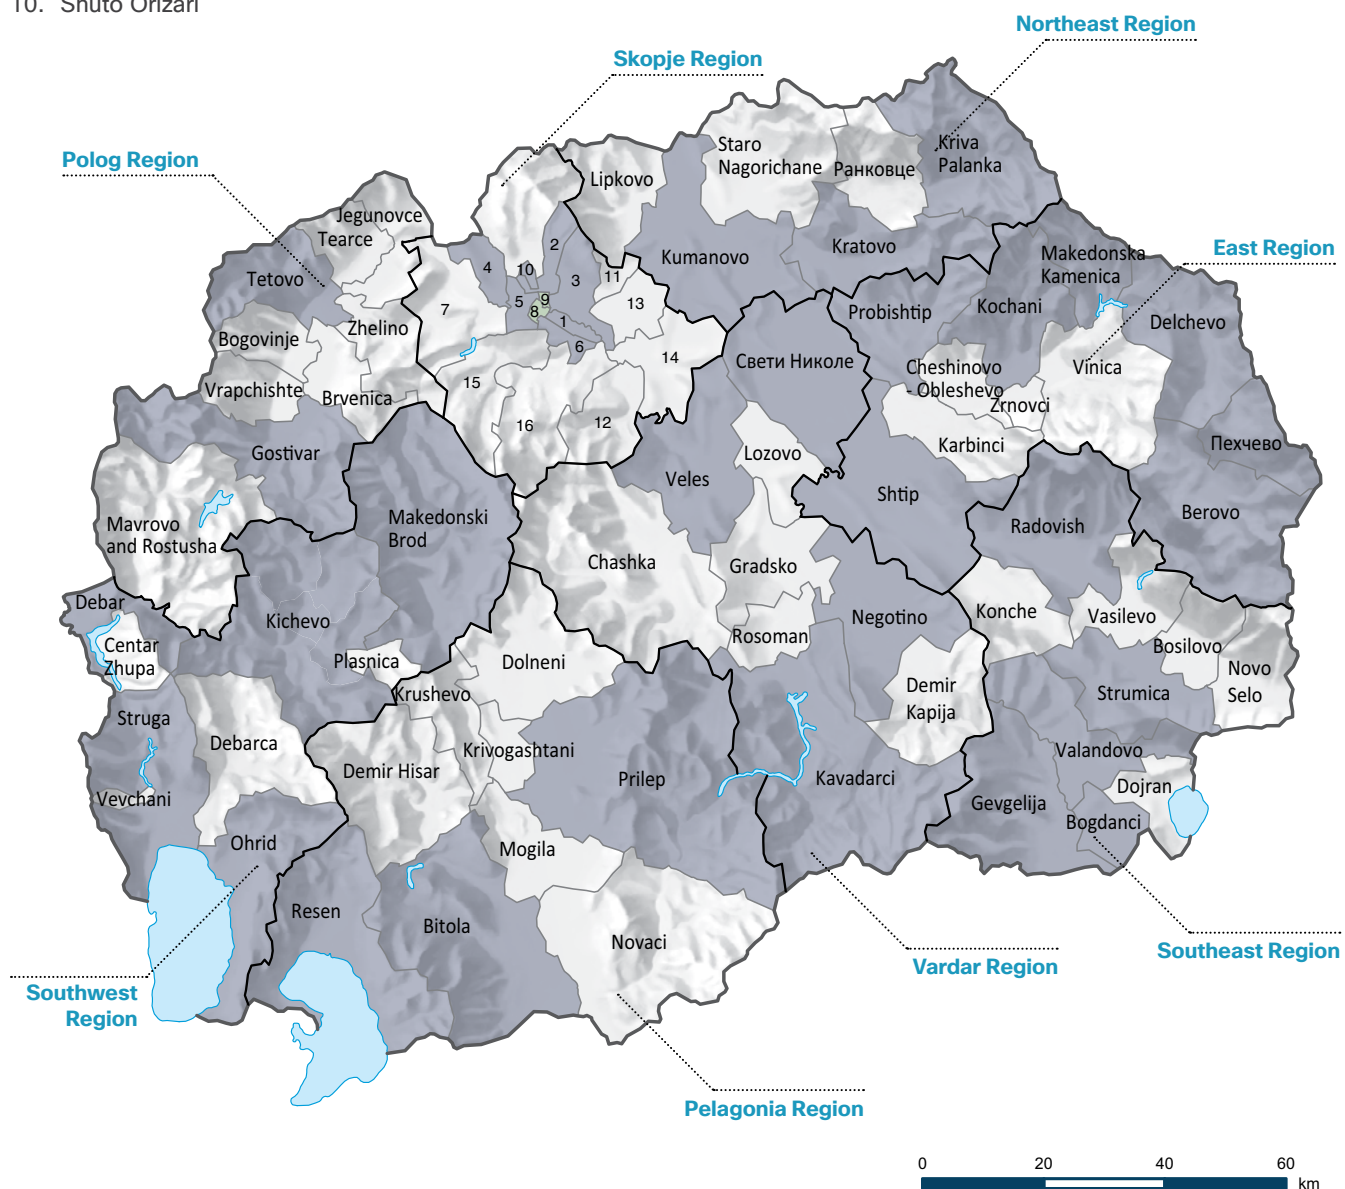 10. Shuto Orizari
Northeast Region
Skopje Region
Polog Region
East Region
Staro
Nagorichane
Ранковце
Kriva
Palanka
Lipkovo
Jegunovce
Tearce
Tetovo
Kumanovo
Kratovo
Makedonska
Kamenica
2
4
10
3
11
5
9
8
13
7
1
6
14
15
16
12
Probishtip
Kochani
Delchevo
Bogovinje
Zhelino
Vrapchishte
Brvenica
Свети Николе
Cheshinovo
- Obleshevo
Zrnovci
Vinica
Karbinci
Пехчево
Gostivar
Lozovo
Veles
Shtip
Makedonski
Brod
Mavrovo
and Rostusha
Radovish
Berovo
Chashka
Gradsko
Debar
Kichevo
Rosoman
Negotino
Konche
Vasilevo
Bosilovo
Centar
Zhupa
Plasnica
Dolneni
Novo
Selo
Krushevo
Demir
Kapija
Strumica
Struga
Debarca
Krivogashtani
Valandovo
Demir Hisar
Prilep
Kavadarci
Dojran
Vevchani
Gevgelija
Bogdanci
Ohrid
Mogila
Resen
Bitola
Novaci
Southeast Region
Vardar Region
Southwest
Region
Pelagonia Region
0 20 40 60
km